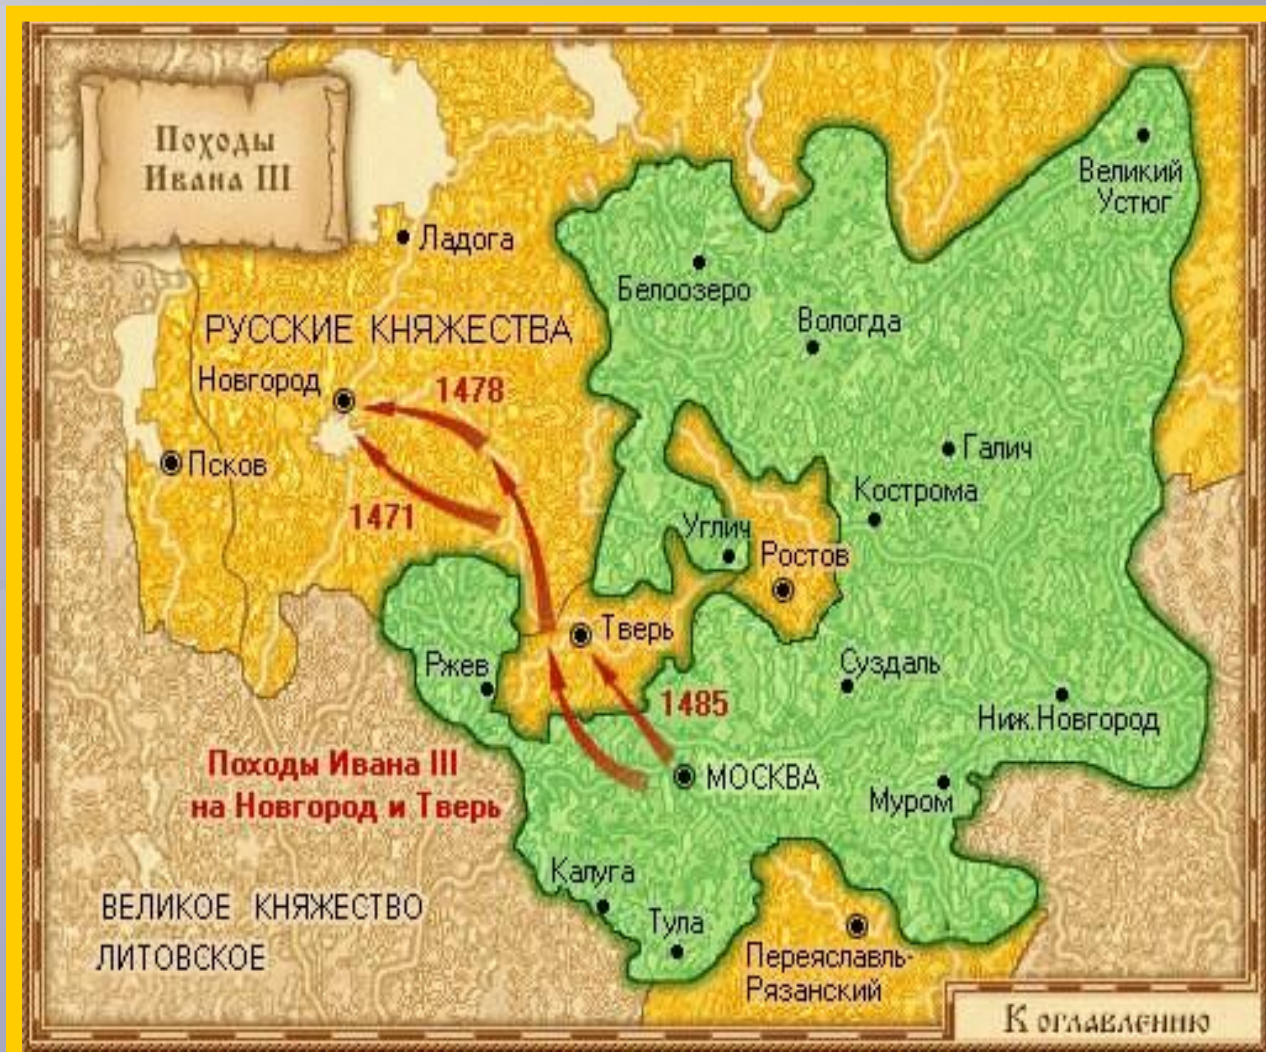 Походы
Ивана III
Великий
Устюг
Ладога
Белоозеро
РУССКИЕ КНЯЖЕСТВА
Вологда
Новгород
1478
Псков
Галич
Кострома
1471
Углич
Ростов
Тверь
Ржев
Суздаль
1485
Ниж.Новгород
Походы Ивана III
на Новгород и Тверь
МОСКВА
Муром
Калуга
ВЕЛИКОЕ КНЯЖЕСТВО
ЛИТОВСКОЕ
Тула
Переяславль-
Рязанский
К оглавлению